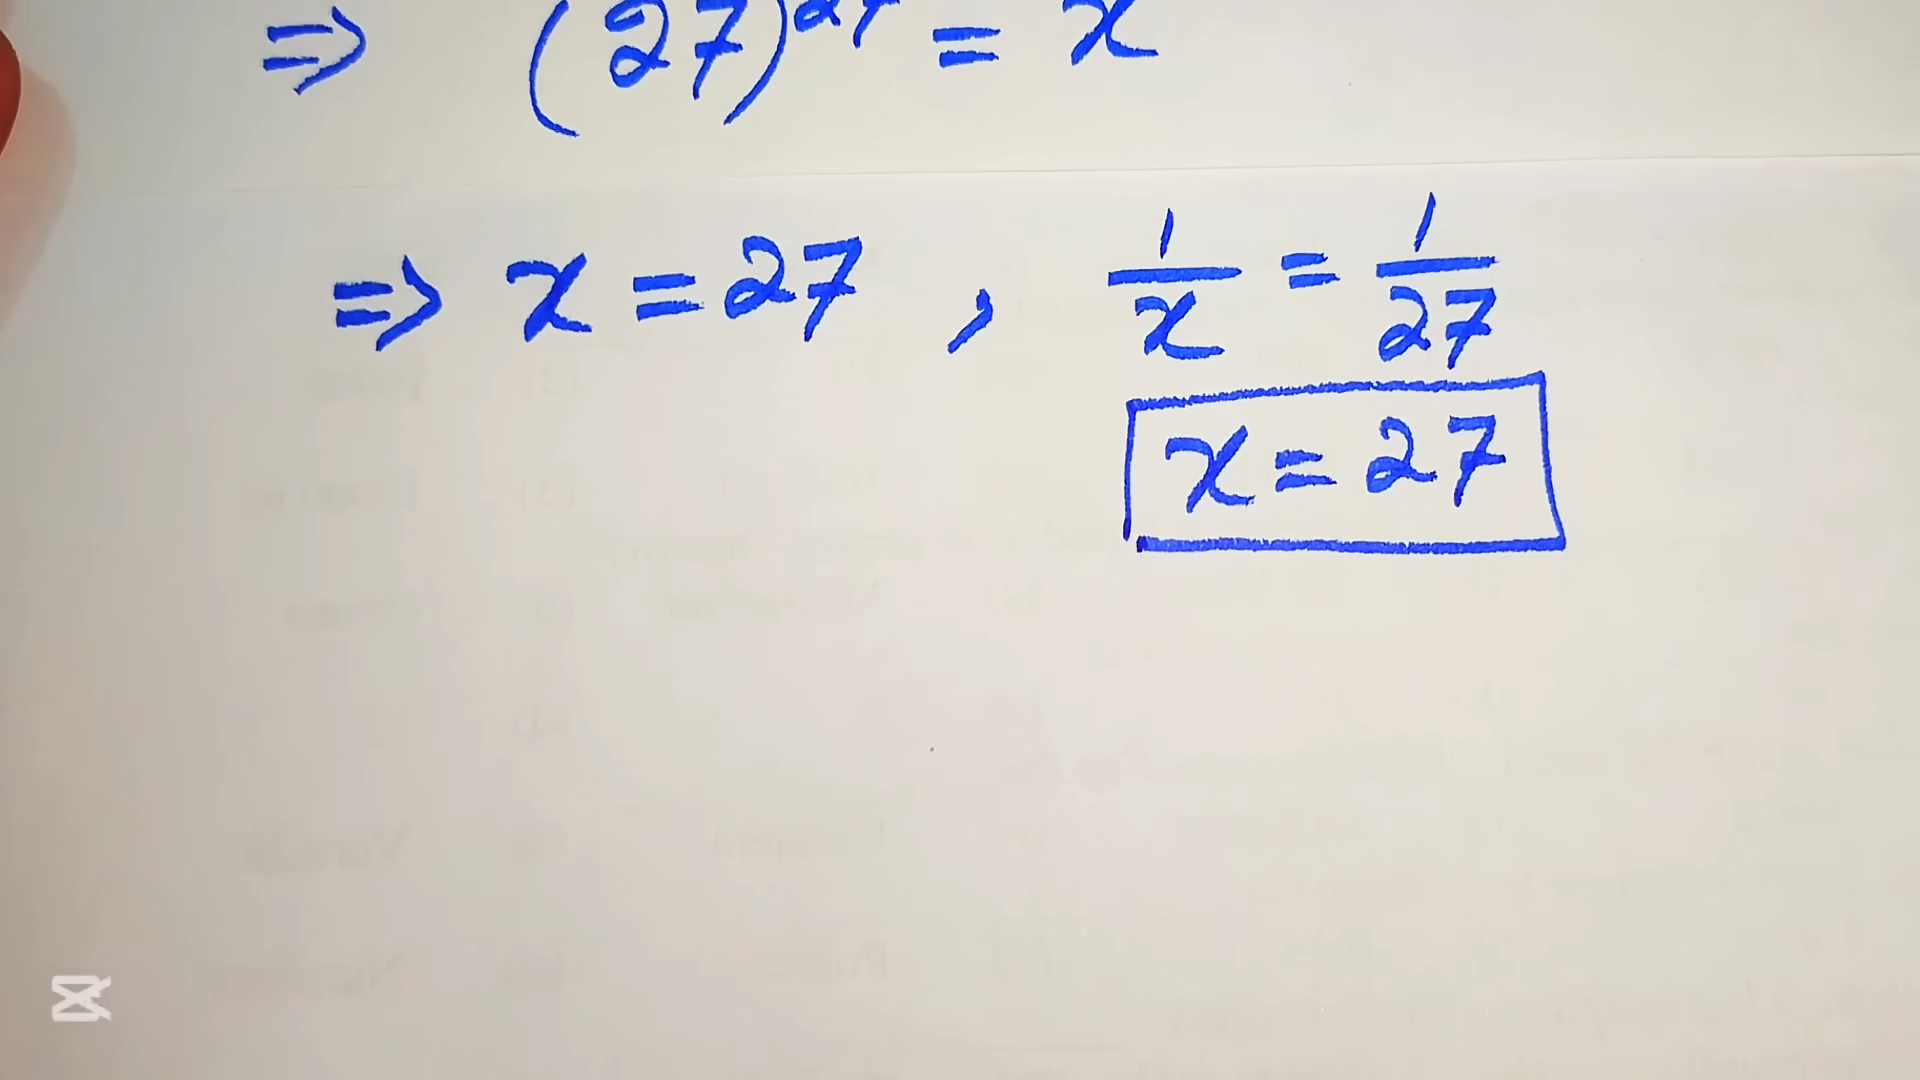 ⇒ (27)^27 = x
⇒ x = 27 , 1/x = 1/27
x = 27